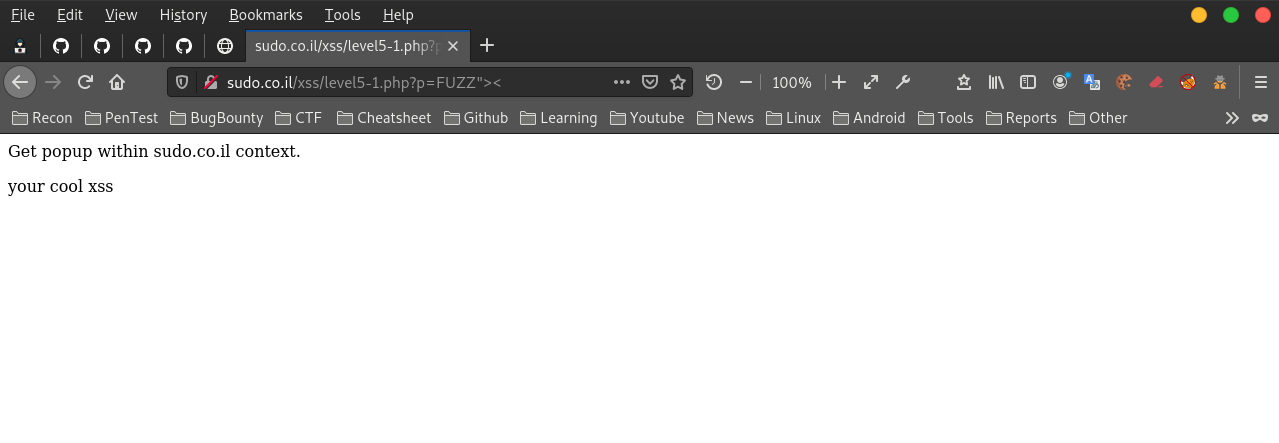 File Edit View History Bookmarks Tools Help
sudo.co.il/xss/level5-1.php?p
sudo.co.il/xss/level5-1.php?p=FUZZ">< 100%
Recon PenTest BugBounty CTF Cheatsheet Github Learning Youtube News Linux Android Tools Reports Other
Get popup within sudo.co.il context.
your cool xss